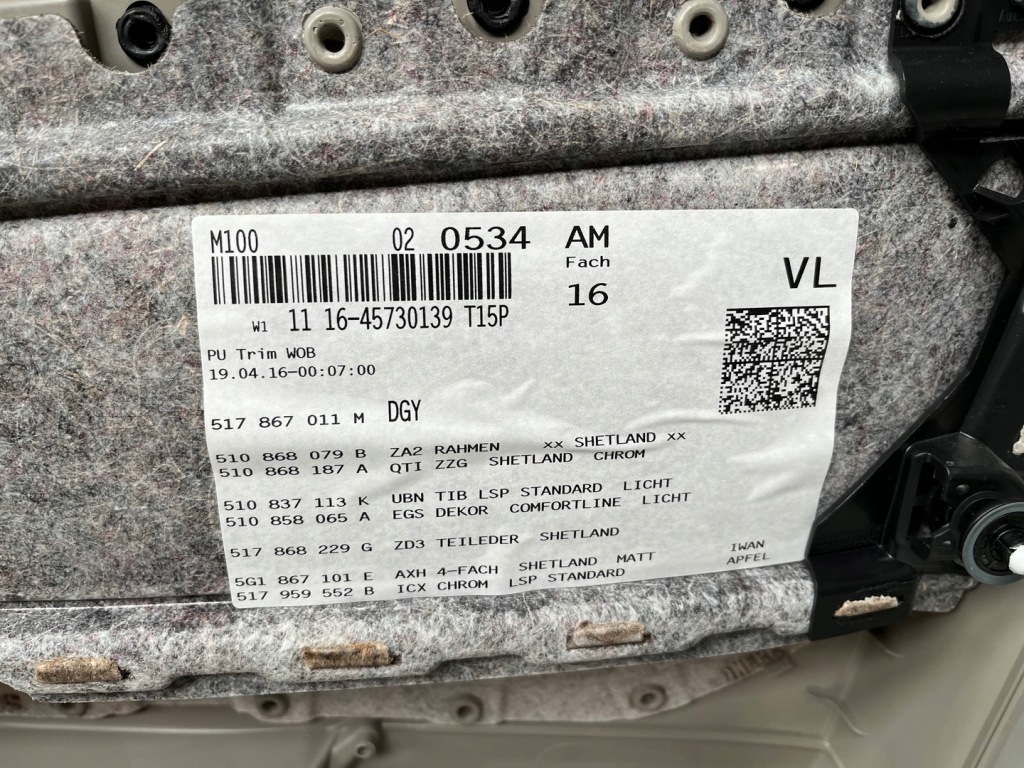 M100 02 0534 AM
Fach
16
VL
W1 11 16-45730139 T15P
PU Trim WOB
19.04.16-00:07:00
517 867 011 M DGY
510 868 079 B ZA2 RAHMEN xx SHETLAND xx
510 868 187 A QTI ZZG SHETLAND CHROM
510 837 113 K UBN TIB LSP STANDARD LICHT
510 858 065 A EGS DEKOR COMFORTLINE LICHT
517 868 229 G ZD3 TEILEDER SHETLAND
5G1 867 101 E AXH 4-FACH SHETLAND MATT
517 959 552 B ICX CHROM LSP STANDARD
IWAN
APFEL